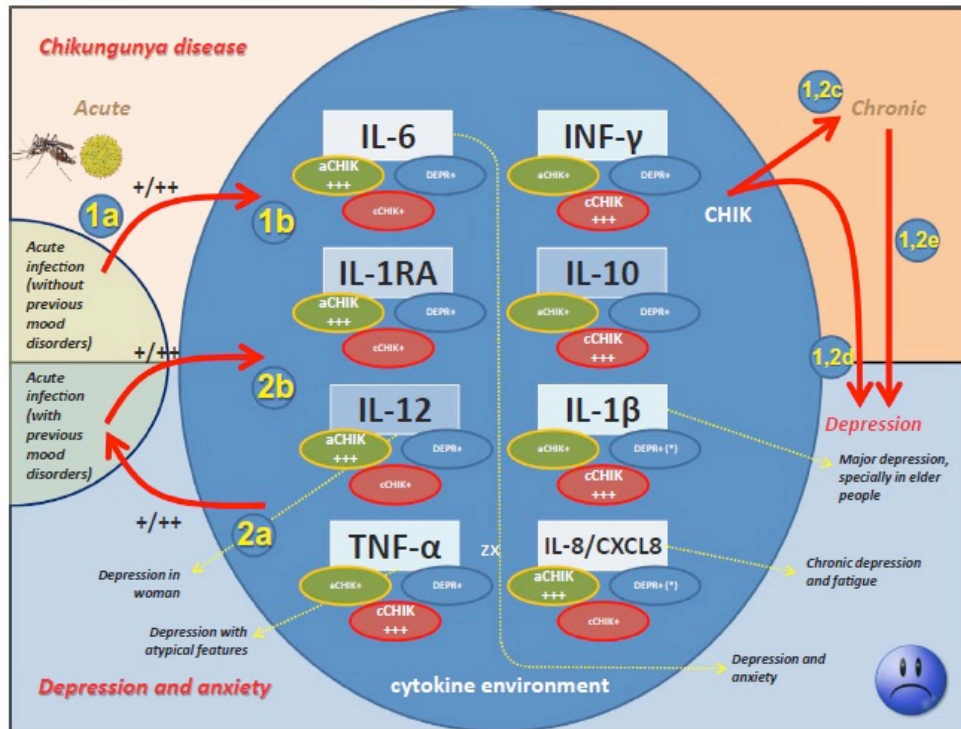 Chikungunya disease
Acute
Chronic
1,2c
+/++
1a
1b
Acute
infection
(without
previous
mood
disorders)
+/++
Acute
infection
(with
previous
mood
disorders)
2b
+/++
2a
IL-6
aCHIK
+++
DEPR+
cCHIK+
INF-γ
aCHIK+
DEPR+
cCHIK
+++
CHIK
1,2e
IL-1RA
aCHIK
+++
DEPR+
cCHIK+
IL-10
aCHIK+
DEPR+
cCHIK
+++
1,2d
IL-12
aCHIK
+++
DEPR+
cCHIK+
IL-1β
aCHIK+
DEPR+(*)
cCHIK
+++
Depression
Major depression,
specially in elder
people
TNF-α
aCHIK+
DEPR+
cCHIK
+++
zx
IL-8/CXCL8
aCHIK
+++
DEPR+(*)
cCHIK+
Depression in
woman
Chronic depression
and fatigue
Depression with
atypical features
Depression and
anxiety
Depression and anxiety
cytokine environment